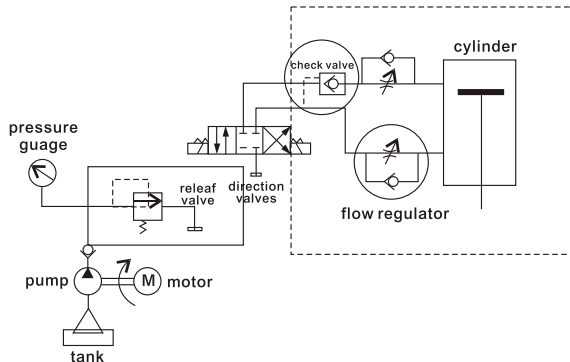 cylinder
check valve
pressure
guage
releaf
valve
direction
valves
flow regulator
pump
M
motor
tank